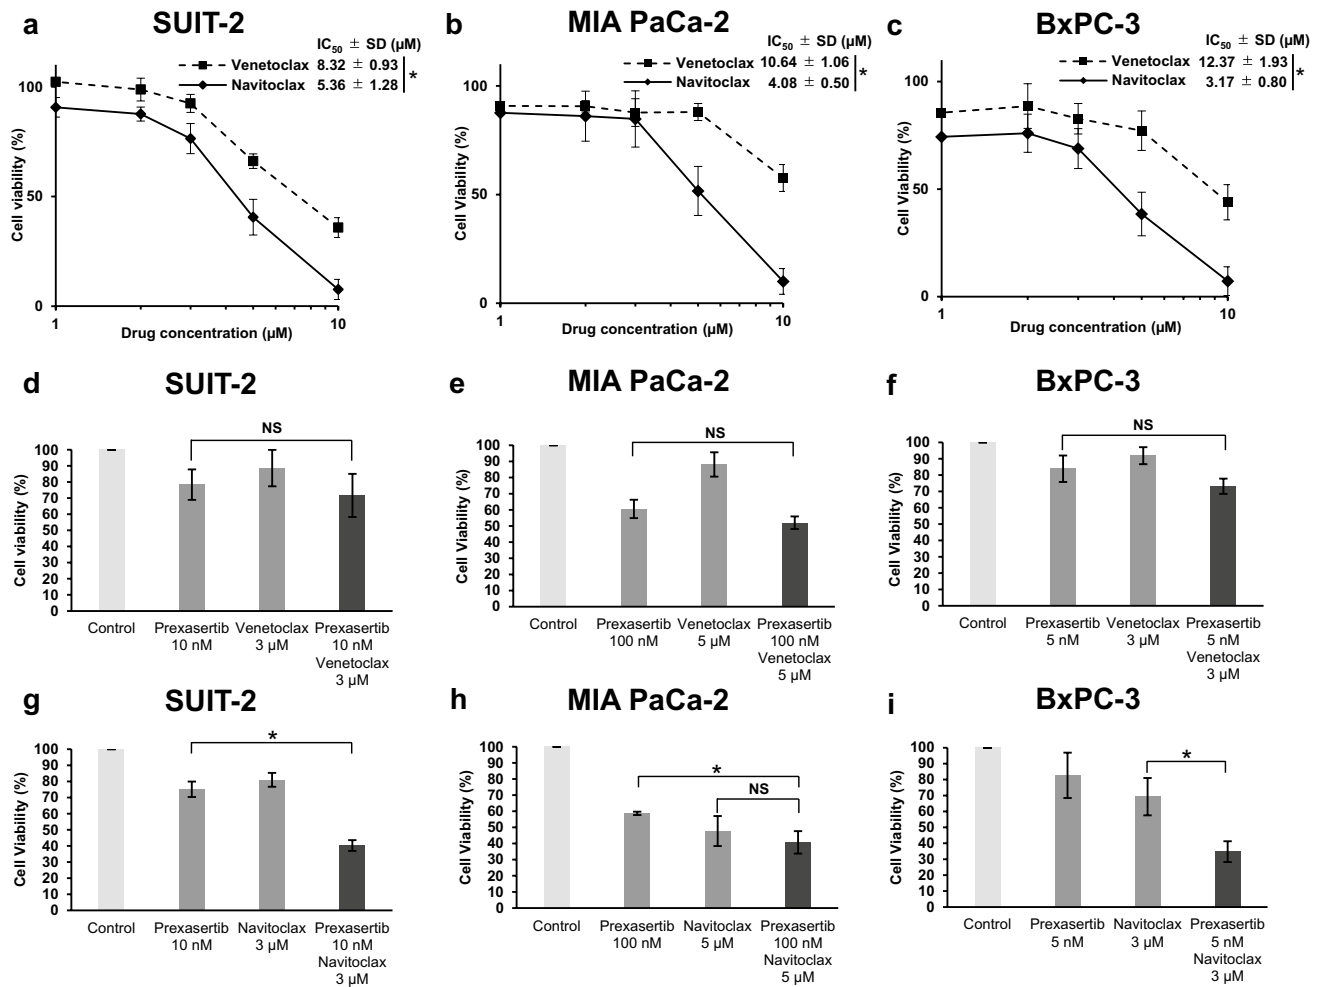 a
SUIT-2
IC50 ± SD (µM)
Venetoclax 8.32 ± 0.93
Navitoclax 5.36 ± 1.28
*
Cell viability (%)
100
50
0
1
10
Drug concentration (µM)
b
MIA PaCa-2
IC50 ± SD (µM)
Venetoclax 10.64 ± 1.06
Navitoclax 4.08 ± 0.50
*
Cell Viability (%)
100
50
0
1
10
Drug concentration (µM)
c
BxPC-3
IC50 ± SD (µM)
Venetoclax 12.37 ± 1.93
Navitoclax 3.17 ± 0.80
*
Cell Viability (%)
100
50
0
1
10
Drug concentration (µM)
d
SUIT-2
NS
Cell viability (%)
100
90
80
70
60
50
40
30
20
10
0
Control
Prexasertib
10 nM
Venetoclax
3 µM
Prexasertib
10 nM
Venetoclax
3 µM
e
MIA PaCa-2
NS
Cell Viability (%)
100
90
80
70
60
50
40
30
20
10
0
Control
Prexasertib
100 nM
Venetoclax
5 µM
Prexasertib
100 nM
Venetoclax
5 µM
f
BxPC-3
NS
Cell Viability (%)
100
90
80
70
60
50
40
30
20
10
0
Control
Prexasertib
5 nM
Venetoclax
3 µM
Prexasertib
5 nM
Venetoclax
3 µM
g
SUIT-2
*
Cell Viability (%)
100
90
80
70
60
50
40
30
20
10
0
Control
Prexasertib
10 nM
Navitoclax
3 µM
Prexasertib
10 nM
Navitoclax
3 µM
h
MIA PaCa-2
*
NS
Cell Viability (%)
100
90
80
70
60
50
40
30
20
10
0
Control
Prexasertib
100 nM
Navitoclax
5 µM
Prexasertib
100 nM
Navitoclax
5 µM
i
BxPC-3
*
Cell Viability (%)
100
90
80
70
60
50
40
30
20
10
0
Control
Prexasertib
5 nM
Navitoclax
3 µM
Prexasertib
5 nM
Navitoclax
3 µM